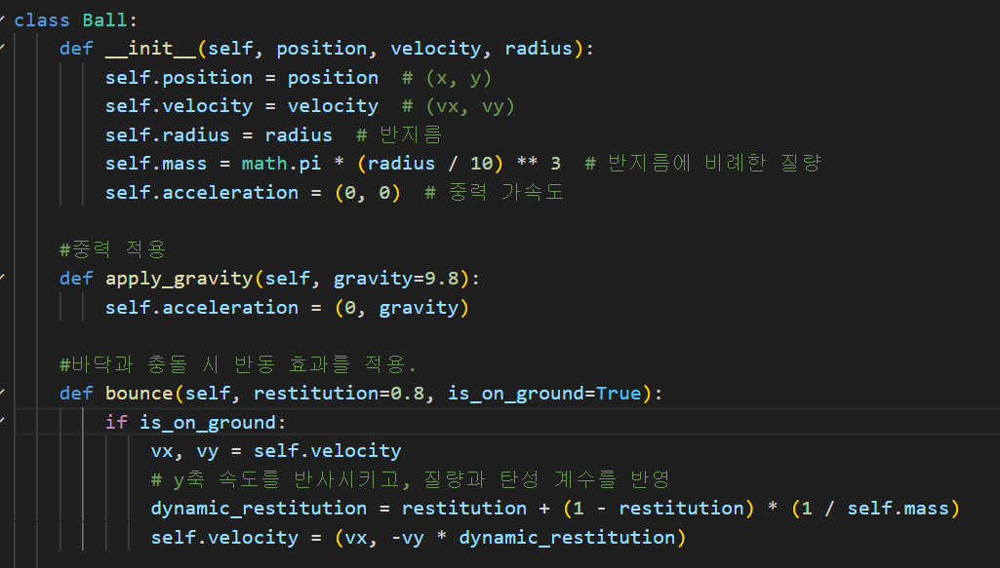 class Ball:
    def __init__(self, position, velocity, radius):
        self.position = position  # (x, y)
        self.velocity = velocity  # (vx, vy)
        self.radius = radius  # 반지름
        self.mass = math.pi * (radius / 10) ** 3  # 반지름에 비례한 질량
        self.acceleration = (0, 0)  # 중력 가속도

    #중력 적용
    def apply_gravity(self, gravity=9.8):
        self.acceleration = (0, gravity)

    #바닥과 충돌 시 반동 효과를 적용.
    def bounce(self, restitution=0.8, is_on_ground=True):
        if is_on_ground:
            vx, vy = self.velocity
            # y축 속도를 반사시키고, 질량과 탄성 계수를 반영
            dynamic_restitution = restitution + (1 - restitution) * (1 / self.mass)
            self.velocity = (vx, -vy * dynamic_restitution)